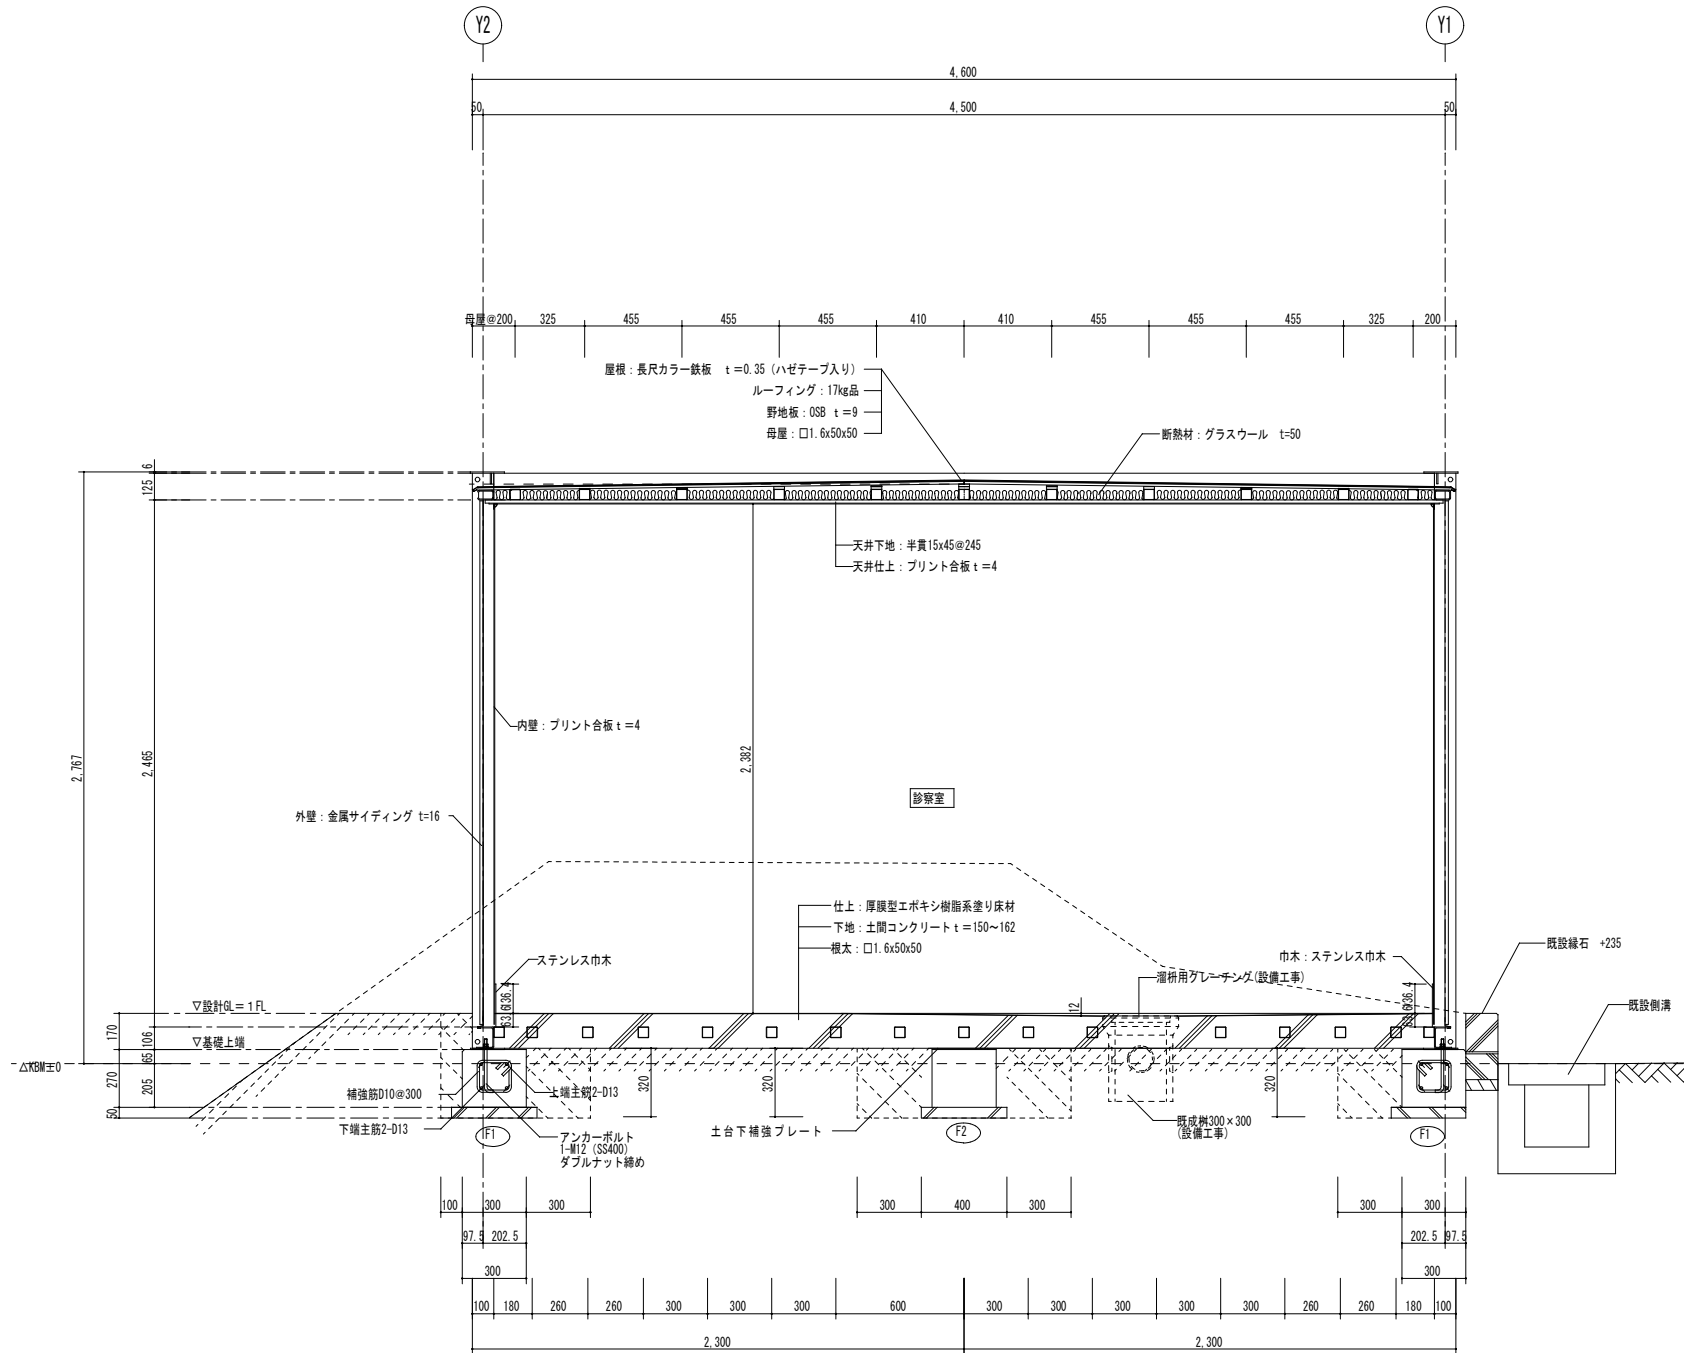 Y2
Y1
4,600
50
4,500
50
母屋@200
325
455
455
455
410
410
455
455
455
325
200
屋根：長尺カラー鉄板　ｔ＝0.35（ハゼテープ入り）
ルーフィング：17kg品
野地板：OSB ｔ＝9
母屋：□1.6x50x50
断熱材：グラスウール　t=50
6
125
天井下地：半貫15x45@245
天井仕上：プリント合板ｔ＝4
内壁：プリント合板ｔ＝4
2,767
2,465
2,382
診察室
外壁：金属サイディング t=16
仕上：厚膜型エポキシ樹脂系塗り床材
下地：土間コンクリートｔ＝150～162
根太：□1.6x50x50
ステンレス巾木
巾木：ステンレス巾木
既設縁石　+235
溜枡用グレーチング(設備工事)
既設側溝
▽設計GL＝１FL
12
170
106
▽基礎上端
65
△KBM±0
270
205
50
320
320
320
補強筋D10@300
上端主筋2-D13
下端主筋2-D13
F1
アンカーボルト
1-M12（SS400）
ダブルナット締め
土台下補強プレート
F2
既成桝300×300
(設備工事)
F1
100
300
300
300
400
300
300
300
97.5
202.5
202.5
97.5
300
300
100
180
260
260
300
300
300
600
300
300
300
300
300
260
260
180
100
2,300
2,300